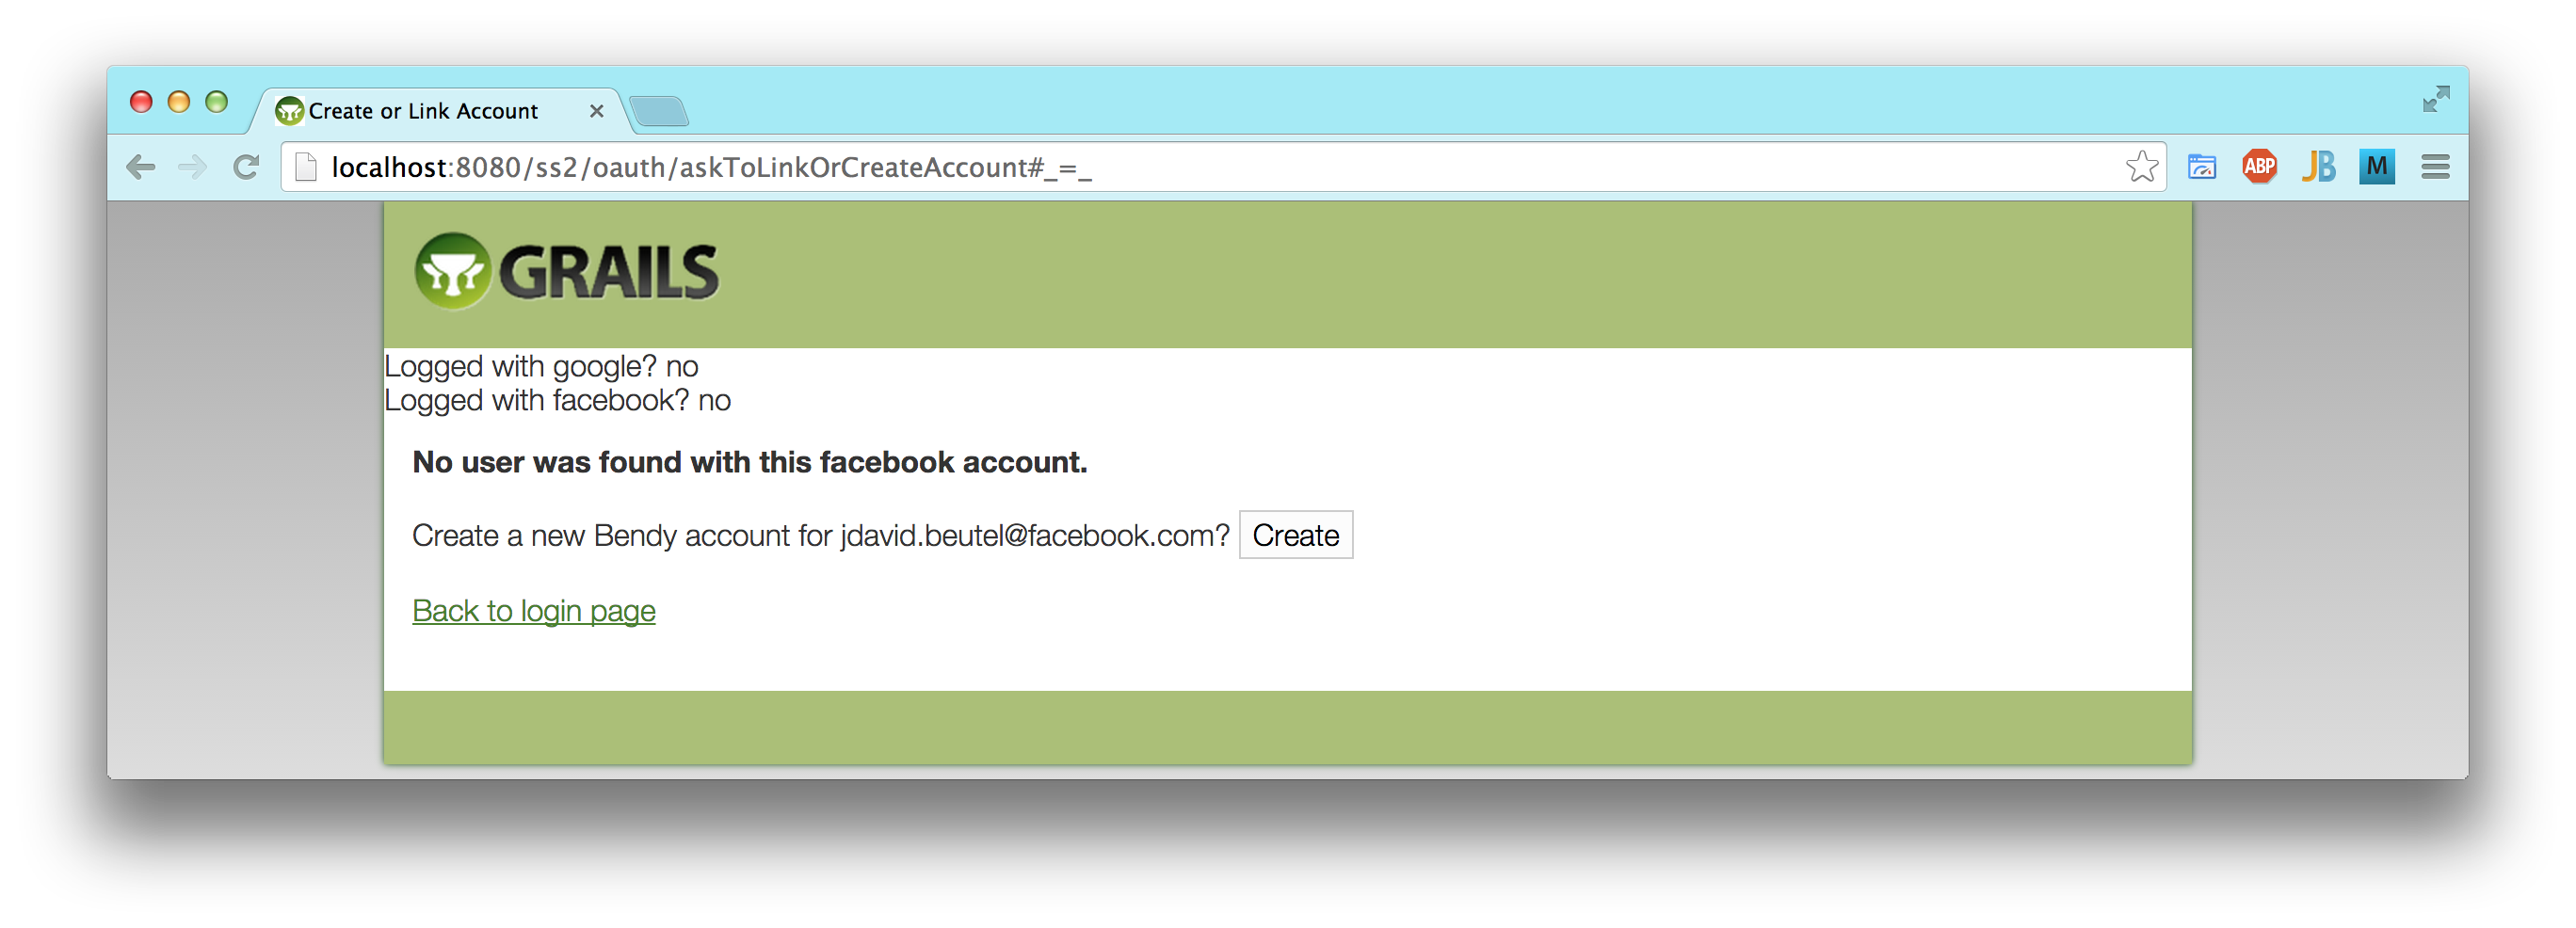 Create or Link Account
localhost:8080/ss2/oauth/askToLinkOrCreateAccount#_=_
ABP
JB
M
GRAILS
Logged with google? no
Logged with facebook? no
No user was found with this facebook account.
Create a new Bendy account for jdavid.beutel@facebook.com? Create
Back to login page